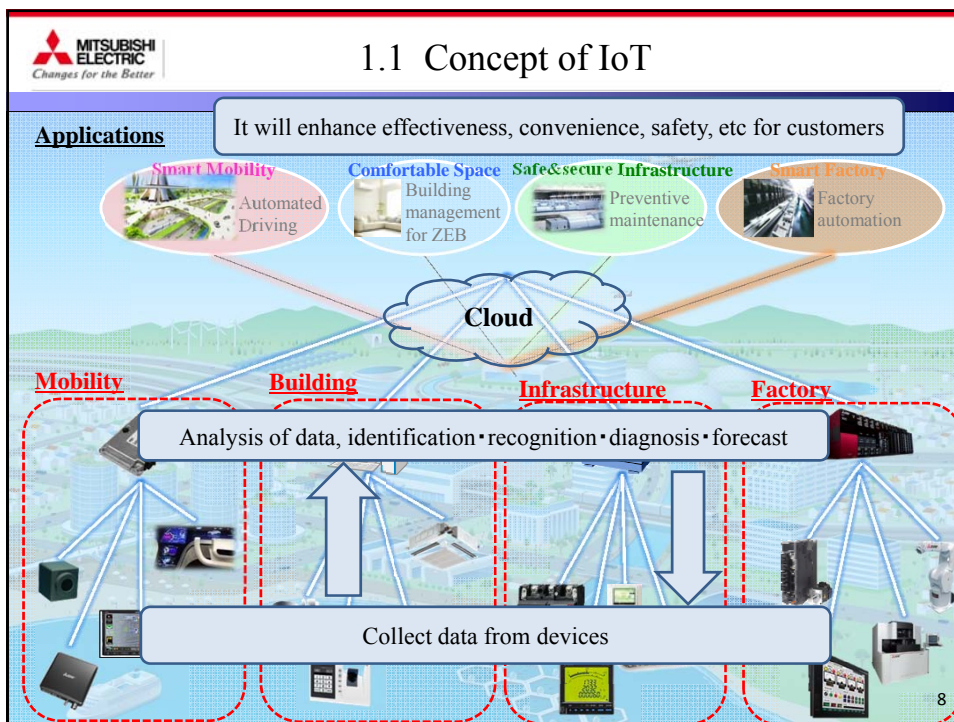 MITSUBISHI
ELECTRIC
Changes for the Better
1.1 Concept of IoT
Applications
It will enhance effectiveness, convenience, safety, etc for customers
Smart Mobility
Automated
Driving
Comfortable Space
Building
management
for ZEB
Safe&secure Infrastructure
Preventive
maintenance
Smart Factory
Factory
automation
Cloud
Mobility
Building
Infrastructure
Factory
Analysis of data, identification・recognition・diagnosis・forecast
Collect data from devices
8